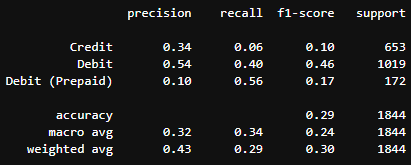 precision recall f1-score support
Credit 0.34 0.06 0.10 653
Debit 0.54 0.40 0.46 1019
Debit (Prepaid) 0.10 0.56 0.17 172
accuracy 0.29 1844
macro avg 0.32 0.34 0.24 1844
weighted avg 0.43 0.29 0.30 1844